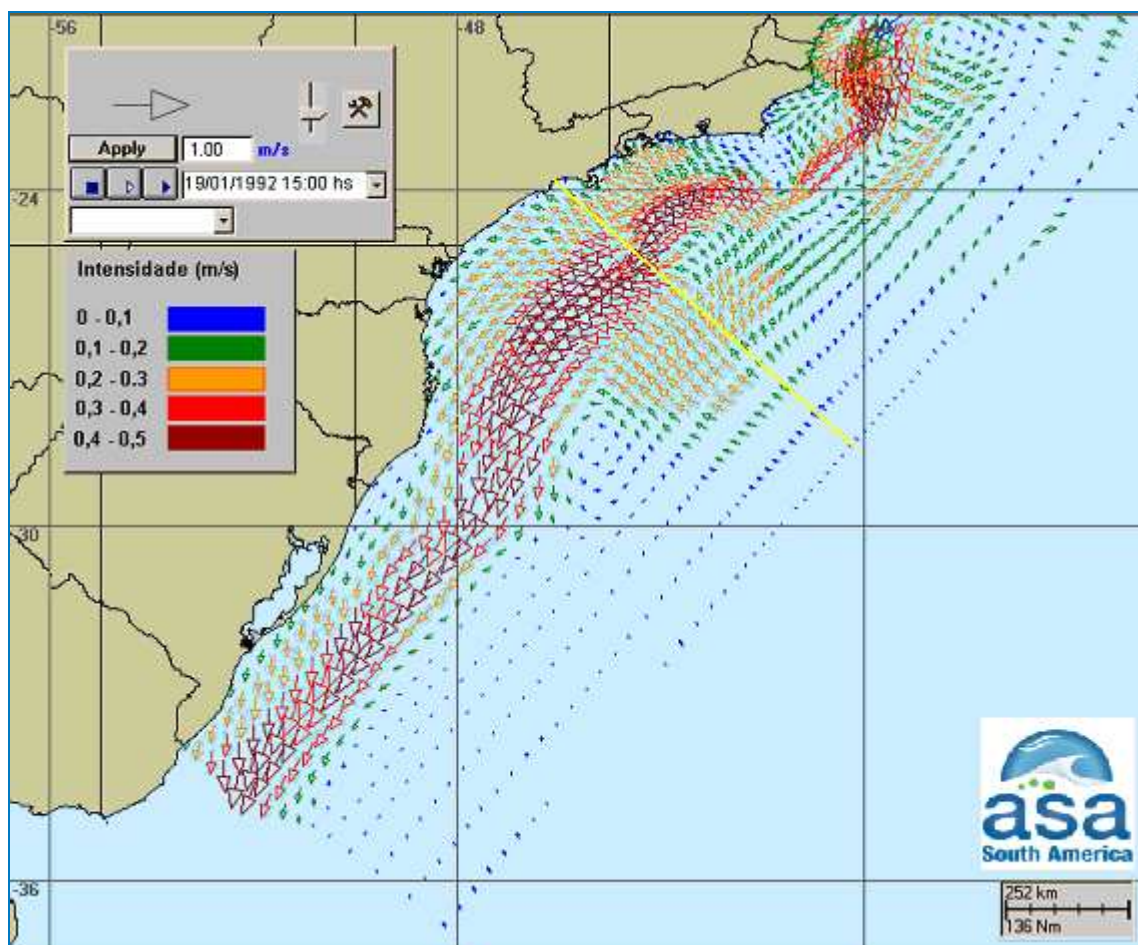 -56
-48
Apply
1.00
m/s
19/01/1992 15:00 hs
-24
Intensidade (m/s)
0 - 0,1
0,1 - 0,2
0,2 - 0.3
0,3 - 0,4
0,4 - 0,5
-30
asa
South America
-36
252 km
136 Nm